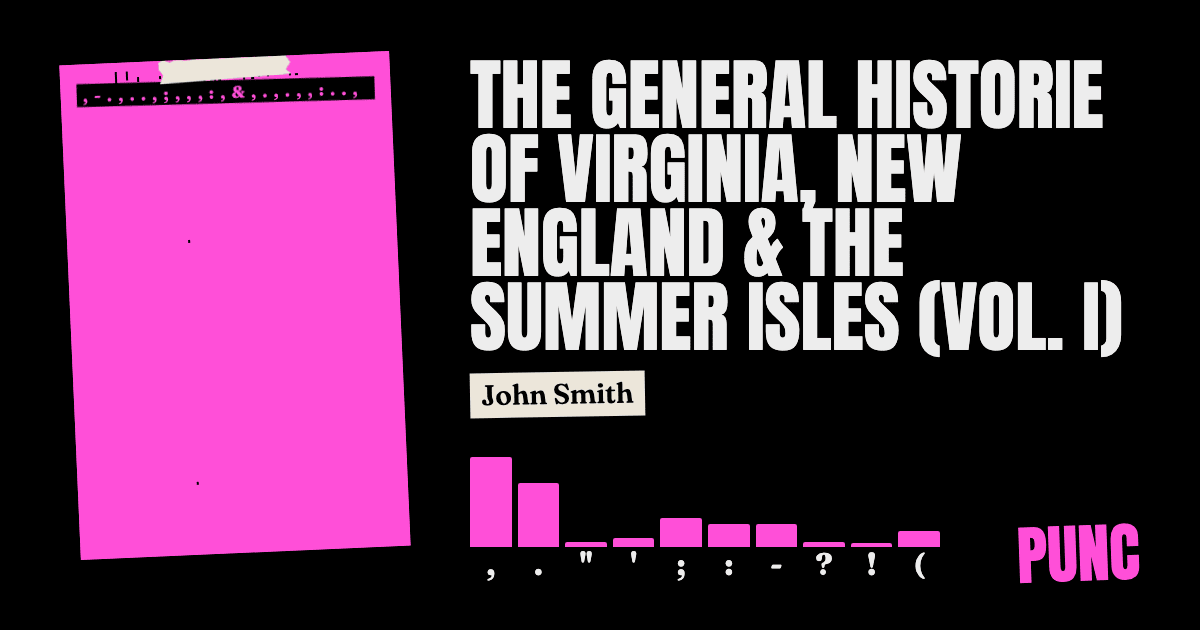 ,-.,..,;,,,:,&,.,.,,:..,
THE GENERAL HISTORIE
OF VIRGINIA, NEW
ENGLAND & THE
SUMMER ISLES (VOL. I)
John Smith
, . " ' ; : - ? ! (
PUNC